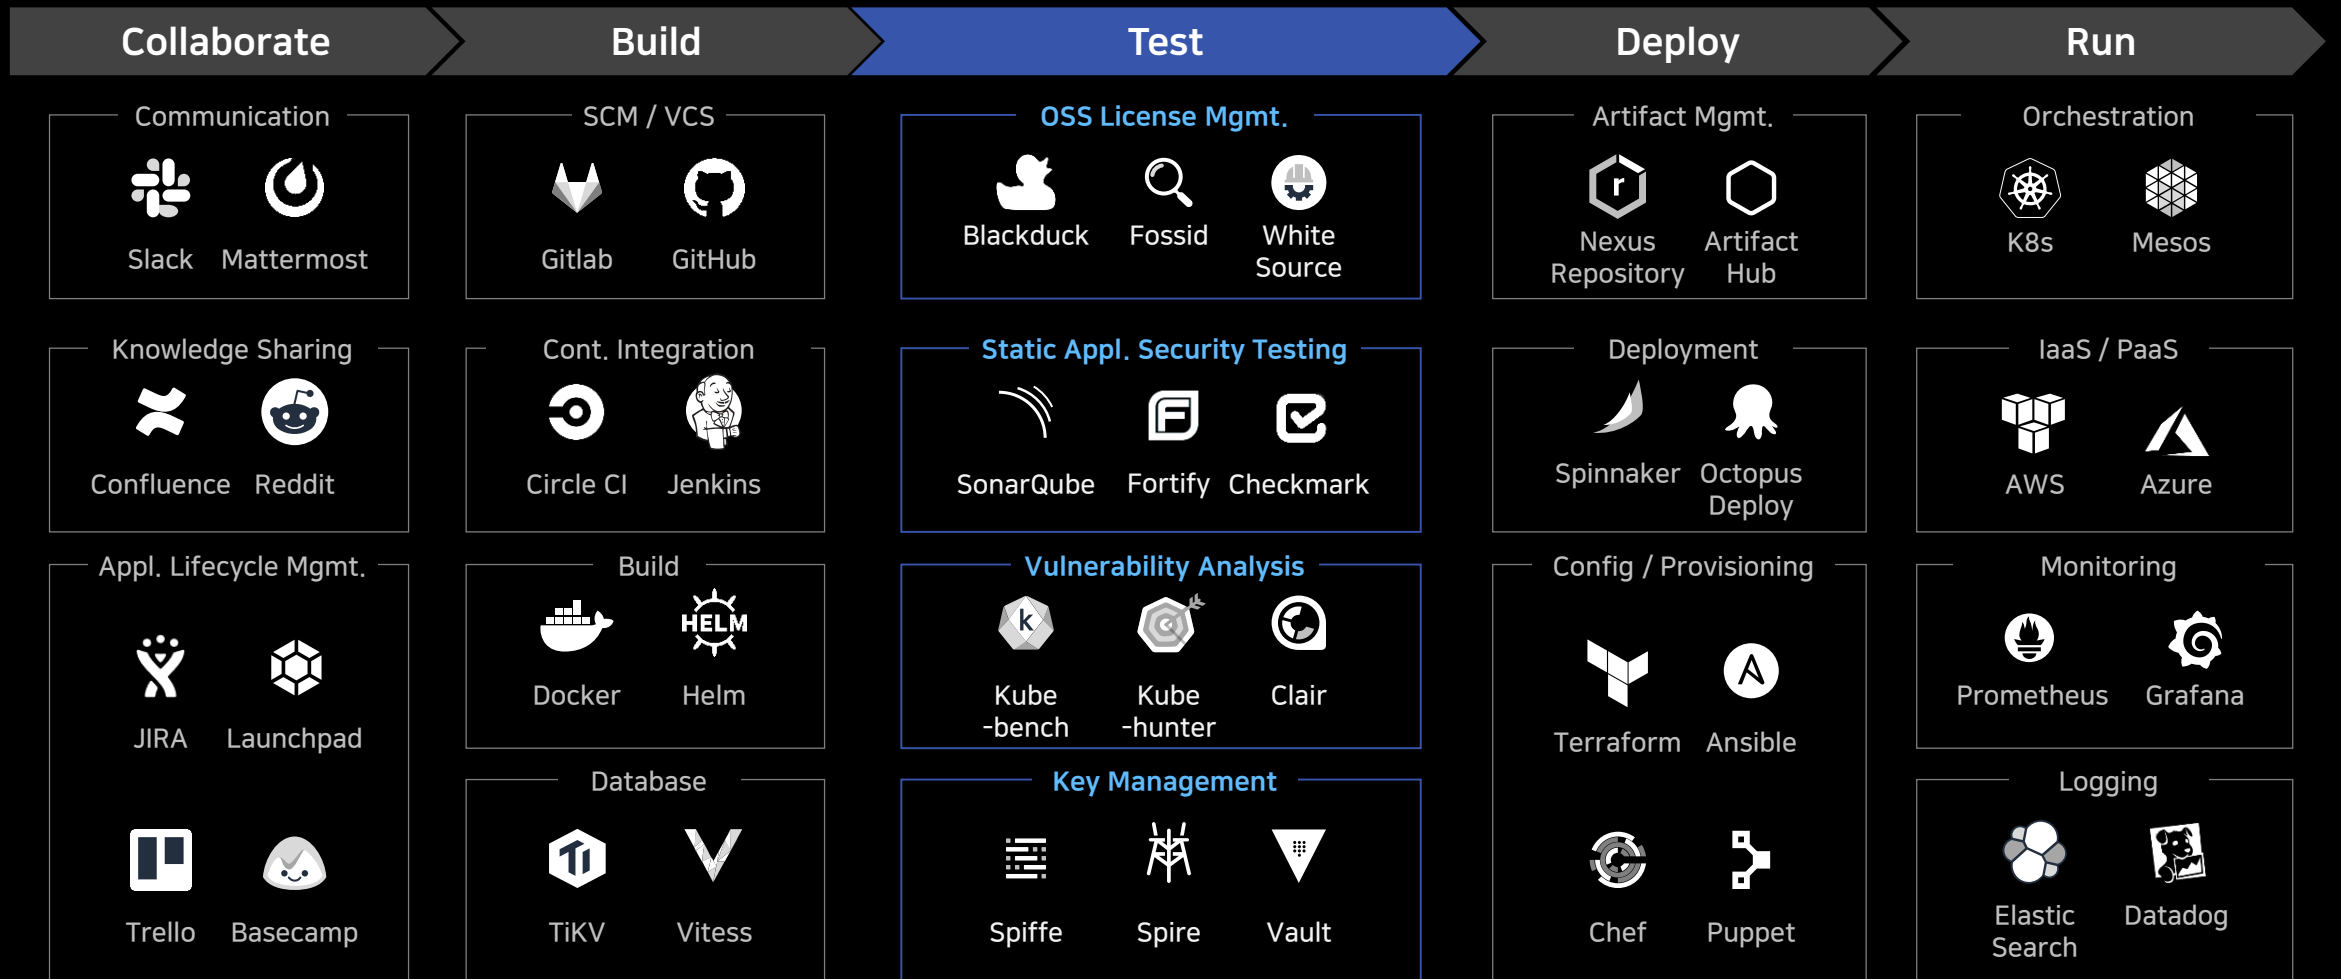 Collaborate
Build
Test
Deploy
Run
Communication
Slack
Mattermost
Knowledge Sharing
Confluence
Reddit
Appl. Lifecycle Mgmt.
JIRA
Launchpad
Trello
Basecamp
SCM / VCS
Gitlab
GitHub
Cont. Integration
Circle CI
Jenkins
Build
HELM
Docker
Helm
Database
Ti
TiKV
Vitess
OSS License Mgmt.
Blackduck
Fossid
White
Source
Static Appl. Security Testing
F
SonarQube
Fortify
Checkmark
Vulnerability Analysis
k
Kube
-bench
Kube
-hunter
Clair
Key Management
Spiffe
Spire
Vault
Artifact Mgmt.
r
Nexus
Repository
Artifact
Hub
Deployment
Spinnaker
Octopus
Deploy
Config / Provisioning
A
Terraform
Ansible
Chef
Puppet
Orchestration
K8s
Mesos
IaaS / PaaS
AWS
Azure
Monitoring
Prometheus
Grafana
Logging
Elastic
Search
Datadog